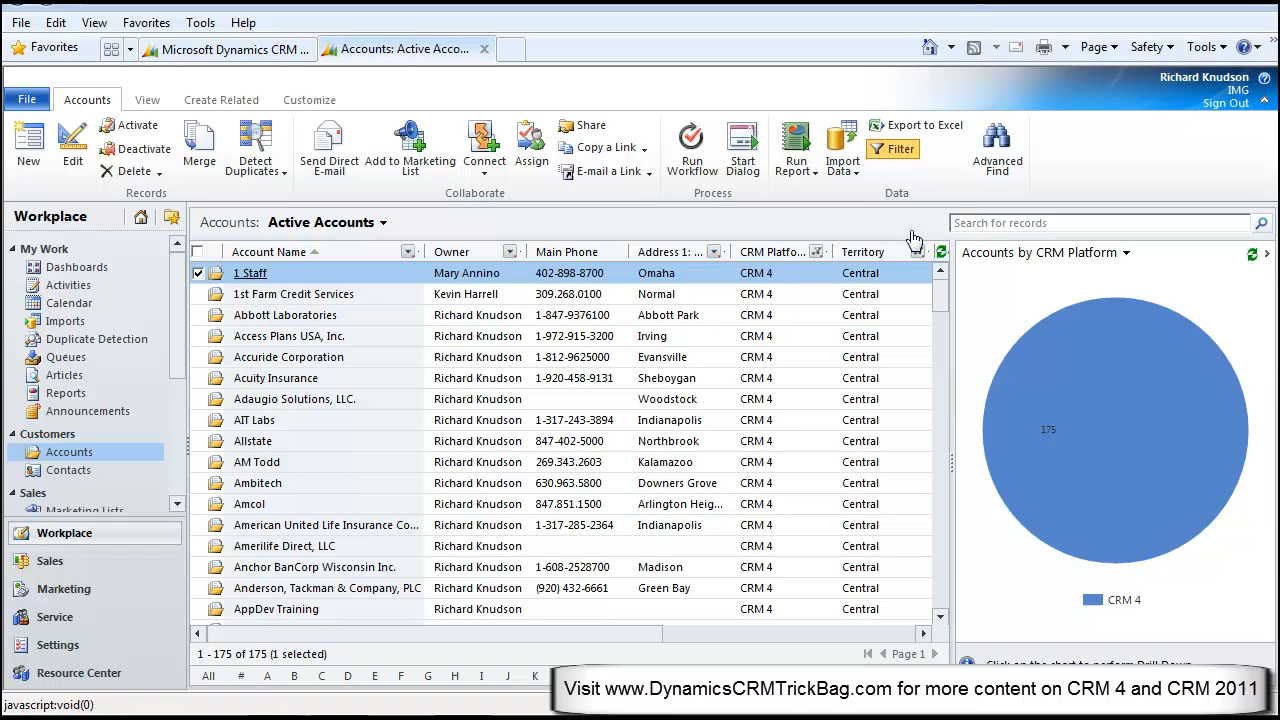 File Edit View Favorites Tools Help
Favorites Microsoft Dynamics CRM ... Accounts: Active Acco... Page Safety Tools
Richard Knudson
IMG
Sign Out
File Accounts View Create Related Customize
New Edit Activate Deactivate Delete Merge Detect Duplicates
Records
Send Direct E-mail Add to Marketing List Connect Assign Share Copy a Link E-mail a Link
Collaborate
Run Workflow Start Dialog
Process
Run Report Import Data Export to Excel Filter Advanced Find
Data
Workplace
My Work
Dashboards
Activities
Calendar
Imports
Duplicate Detection
Queues
Articles
Reports
Announcements
Customers
Accounts
Contacts
Sales
Marketing Lists
Workplace
Sales
Marketing
Service
Settings
Resource Center
Accounts: Active Accounts
Search for records
Account Name Owner Main Phone Address 1: ... CRM Platfo... Territory
1 Staff Mary Annino 402-898-8700 Omaha CRM 4 Central
1st Farm Credit Services Kevin Harrell 309.268.0100 Normal CRM 4 Central
Abbott Laboratories Richard Knudson 1-847-9376100 Abbott Park CRM 4 Central
Access Plans USA, Inc. Richard Knudson 1-972-915-3200 Irving CRM 4 Central
Accuride Corporation Richard Knudson 1-812-9625000 Evansville CRM 4 Central
Acuity Insurance Richard Knudson 1-920-458-9131 Sheboygan CRM 4 Central
Adaugio Solutions, LLC. Richard Knudson Woodstock CRM 4 Central
AIT Labs Richard Knudson 1-317-243-3894 Indianapolis CRM 4 Central
Allstate Richard Knudson 847-402-5000 Northbrook CRM 4 Central
AM Todd Richard Knudson 269.343.2603 Kalamazoo CRM 4 Central
Ambitech Richard Knudson 630.963.5800 Downers Grove CRM 4 Central
Amcol Richard Knudson 847.851.1500 Arlington Heig... CRM 4 Central
American United Life Insurance Co... Richard Knudson 1-317-285-2364 Indianapolis CRM 4 Central
Amerilife Direct, LLC Richard Knudson CRM 4 Central
Anchor BanCorp Wisconsin Inc. Richard Knudson 1-608-2528700 Madison CRM 4 Central
Anderson, Tackman & Company, PLC Richard Knudson (920) 432-6661 Green Bay CRM 4 Central
AppDev Training Richard Knudson CRM 4 Central
1 - 175 of 175 (1 selected) Page 1
All # A B C D E F G H I J K
Accounts by CRM Platform
175
CRM 4
Click on the chart to perform Drill Down
Visit www.DynamicsCRMTrickBag.com for more content on CRM 4 and CRM 2011
javascript:void(0)